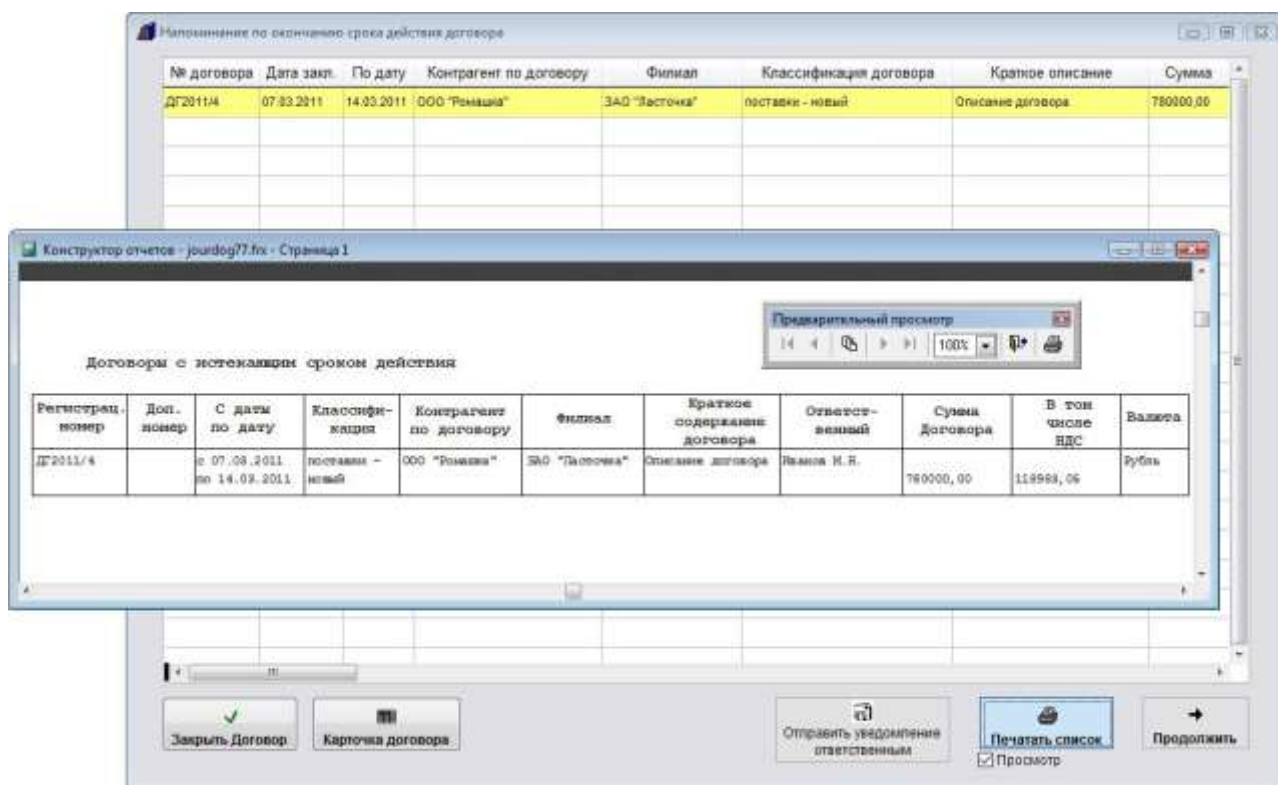 Напоминание по окончанию срока действия договора
№ договора Дата закл. По дату Контрагент по договору Филиал Классификация договора Краткое описание Сумма
ДГ2011/4 07.03.2011 14.03.2011 ООО "Ромашка" ЗАО "Ласточка" поставки - новый Описание договора 780000,00
Конструктор отчетов - jourdog77.frx - Страница 1
Предварительный просмотр
100%
Договоры с истекающим сроком действия
Регистрац. номер
Доп. номер
С даты по дату
Классифи- кация
Контрагент по договору
Филиал
Краткое содержание договора
Ответст- венный
Сумма Договора
В том числе НДС
Валюта
ДГ2011/4
с 07.03.2011
по 14.03.2011
поставки -
новый
ООО "Ромашка"
ЗАО "Ласточка"
Описание договора
Иванов И.И.
780000,00
Рубль
Закрыть Договор
Карточка договора
Отправить уведомление
ответственным
Печатать список
Просмотр
Продолжить